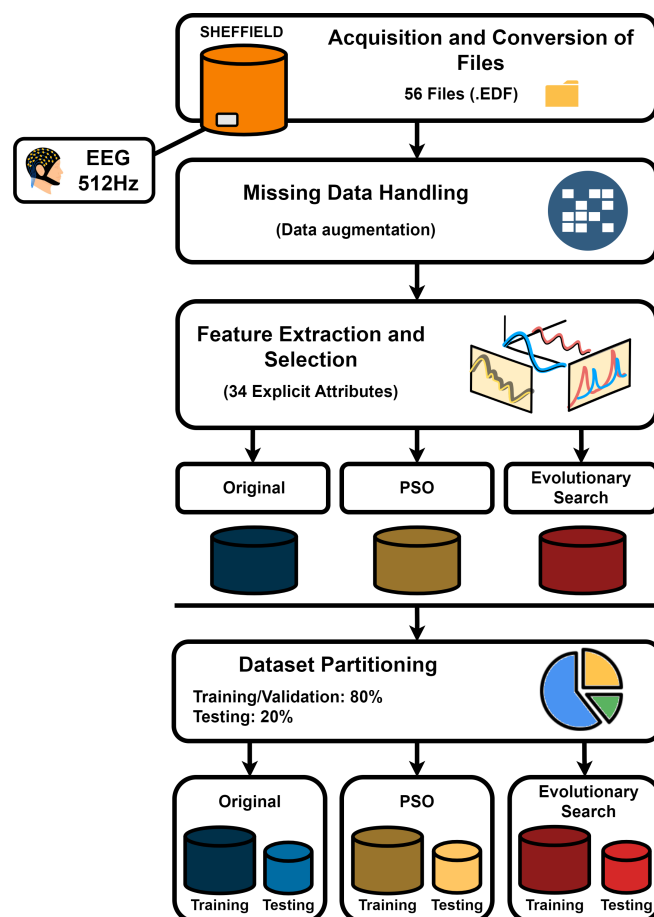 SHEFFIELD
Acquisition and Conversion of
Files
56 Files (.EDF)
EEG
512Hz
Missing Data Handling
(Data augmentation)
Feature Extraction and
Selection
(34 Explicit Attributes)
Original
PSO
Evolutionary
Search
Dataset Partitioning
Training/Validation: 80%
Testing: 20%
Original
Training
Testing
PSO
Training
Testing
Evolutionary
Search
Training
Testing